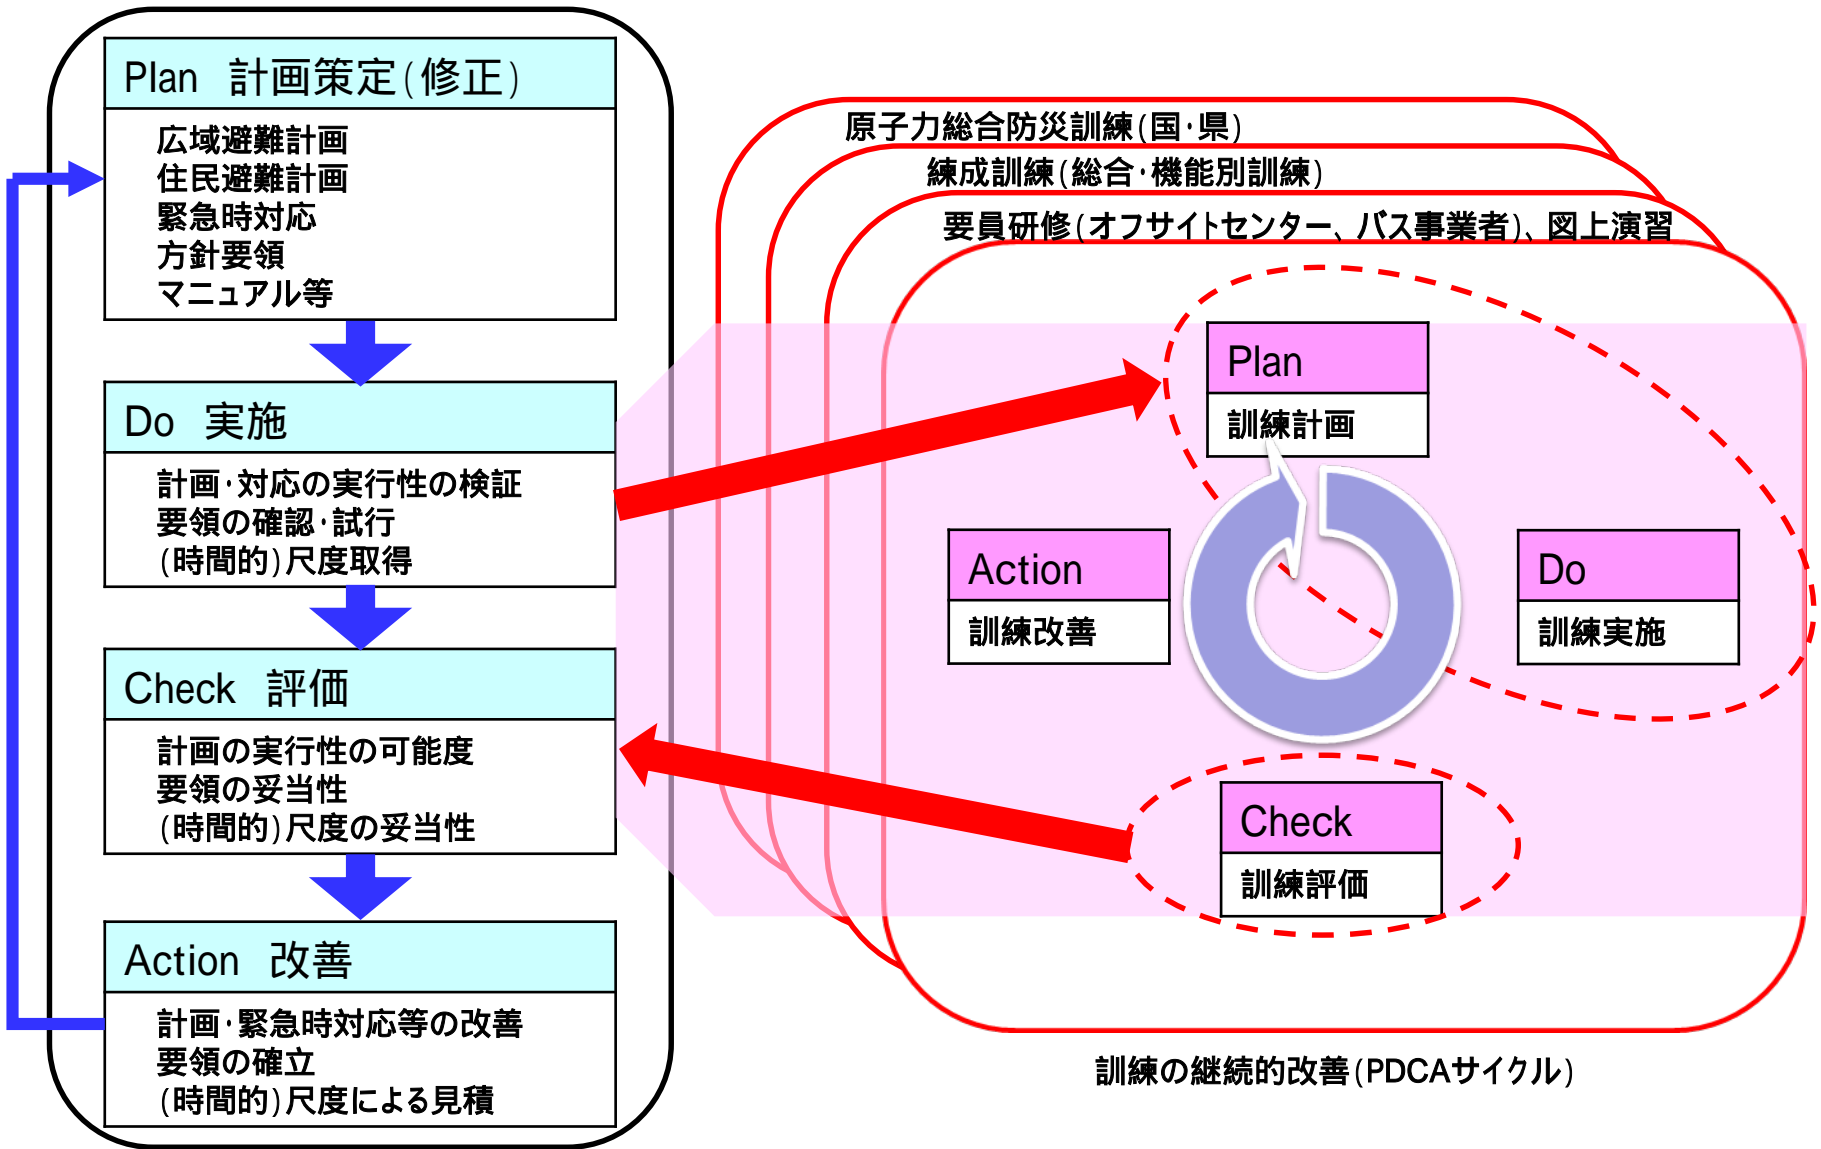 Plan 計画策定(修正)
広域避難計画
住民避難計画
緊急時対応
方針要領
マニュアル等
Do 実施
計画・対応の実行性の検証
要領の確認・試行
(時間的)尺度取得
Check 評価
計画の実行性の可能度
要領の妥当性
(時間的)尺度の妥当性
Action 改善
計画・緊急時対応等の改善
要領の確立
(時間的)尺度による見積
原子力総合防災訓練(国・県)
練成訓練(総合・機能別訓練)
要員研修(オフサイトセンター、バス事業者)、図上演習
Plan
訓練計画
Action
訓練改善
Do
訓練実施
Check
訓練評価
訓練の継続的改善(PDCAサイクル)